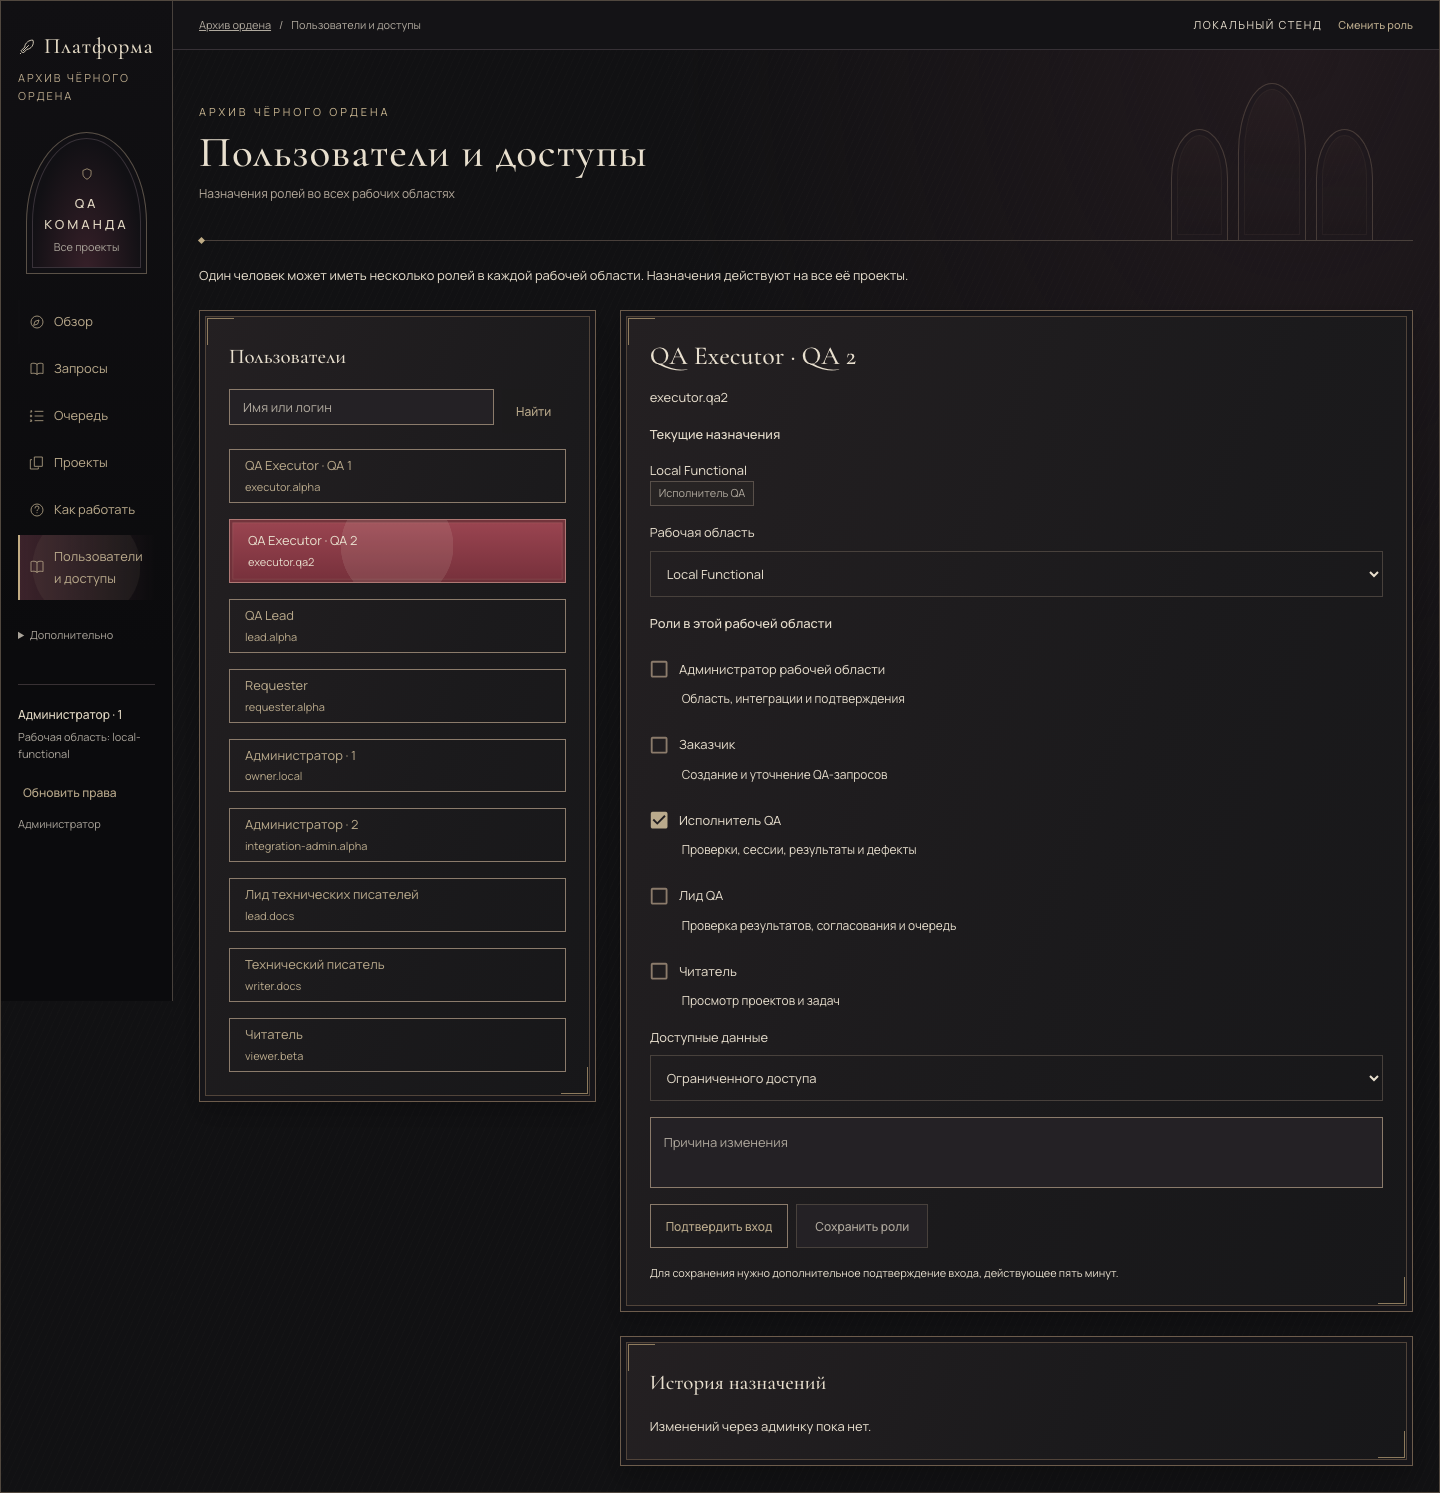 Платформа
АРХИВ ЧЁРНОГО
ОРДЕНА
QA
КОМАНДА
Все проекты
Обзор
Запросы
Очередь
Проекты
Как работать
Пользователи
и доступы
Дополнительно
Администратор · 1
Рабочая область: local-
functional
Обновить права
Администратор
Архив ордена / Пользователи и доступы
ЛОКАЛЬНЫЙ СТЕНД Сменить роль
АРХИВ ЧЁРНОГО ОРДЕНА
Пользователи и доступы
Назначения ролей во всех рабочих областях
Один человек может иметь несколько ролей в каждой рабочей области. Назначения действуют на все её проекты.
Пользователи
Имя или логин
Найти
QA Executor · QA 1
executor.alpha
QA Executor · QA 2
executor.qa2
QA Lead
lead.alpha
Requester
requester.alpha
Администратор · 1
owner.local
Администратор · 2
integration-admin.alpha
Лид технических писателей
lead.docs
Технический писатель
writer.docs
Читатель
viewer.beta
QA Executor · QA 2
executor.qa2
Текущие назначения
Local Functional
Исполнитель QA
Рабочая область
Local Functional
Роли в этой рабочей области
Администратор рабочей области
Область, интеграции и подтверждения
Заказчик
Создание и уточнение QA-запросов
Исполнитель QA
Проверки, сессии, результаты и дефекты
Лид QA
Проверка результатов, согласования и очередь
Читатель
Просмотр проектов и задач
Доступные данные
Ограниченного доступа
Причина изменения
Подтвердить вход
Сохранить роли
Для сохранения нужно дополнительное подтверждение входа, действующее пять минут.
История назначений
Изменений через админку пока нет.